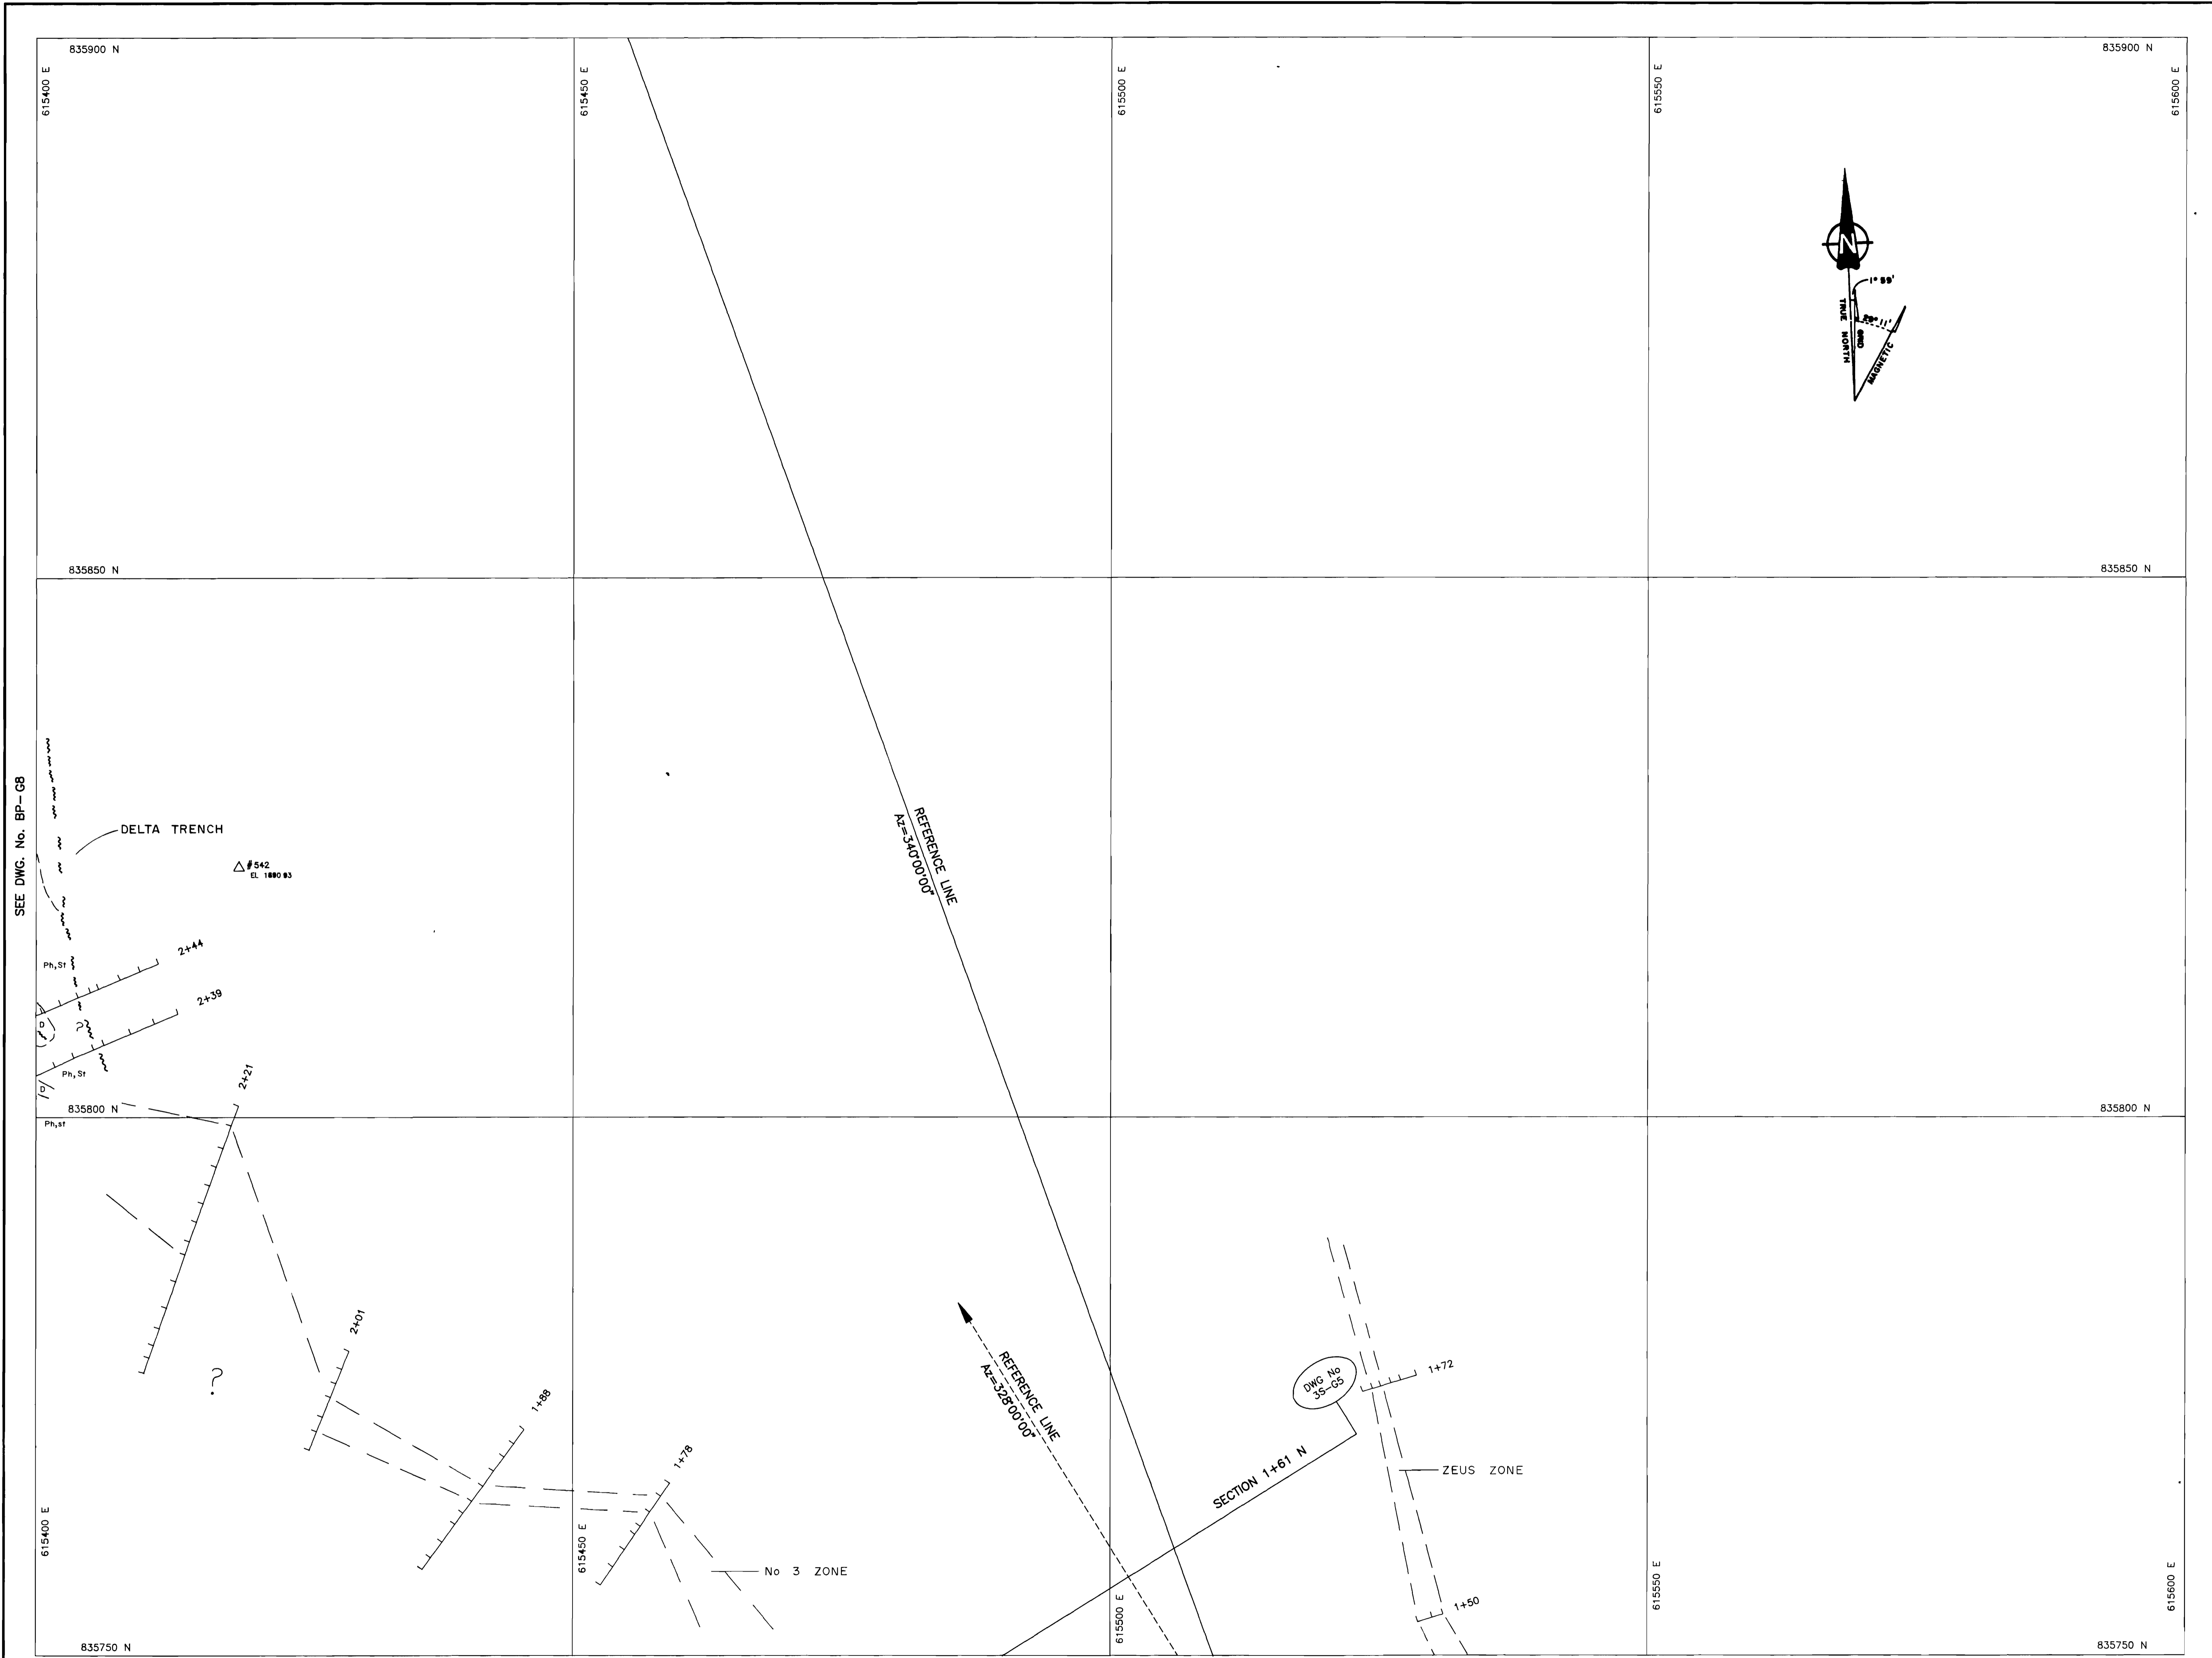 835900 N
835900 N
615400 E
615450 E
615500 E
615550 E
615600 E
N
1° 59'
TRUE NORTH
GRID
MAGNETIC
835850 N
835850 N
SEE DWG. No. BP-G8
DELTA TRENCH
#542
REFERENCE LINE
Az=340°00'00"
2+44
Ph,St
2+39
D
?
Ph,St
D
2+21
835800 N
835800 N
Ph,st
2+01
?
1+88
1+78
REFERENCE LINE
Az=328°00'00"
DWG No
3S-G5
1+72
SECTION 1+61 N
ZEUS ZONE
No 3 ZONE
1+50
615400 E
615450 E
615500 E
615550 E
615600 E
835750 N
835750 N